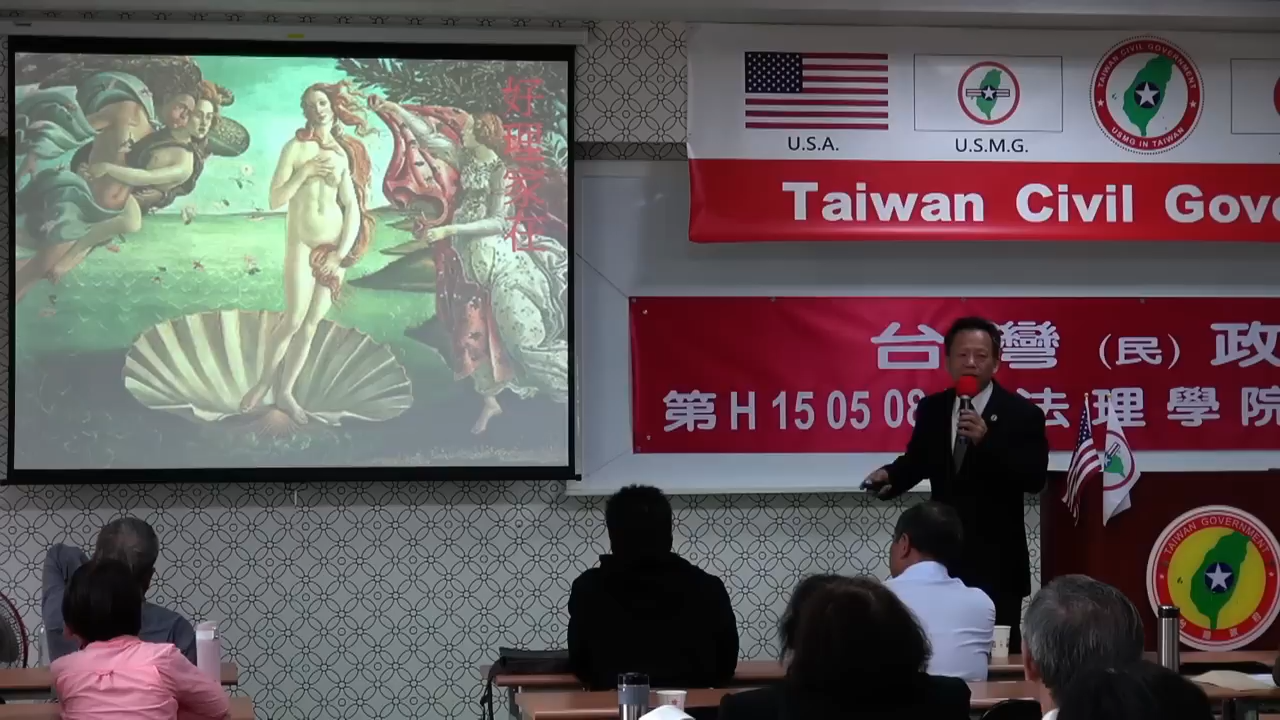 好理家在
U.S.A.
U.S.M.G.
TAIWAN CIVIL GOVERNMENT
USMG IN TAIWAN
Taiwan Civil Gove
台灣（民）政
第H 15 05 08 法理學院
TAIWAN GOVERNMENT